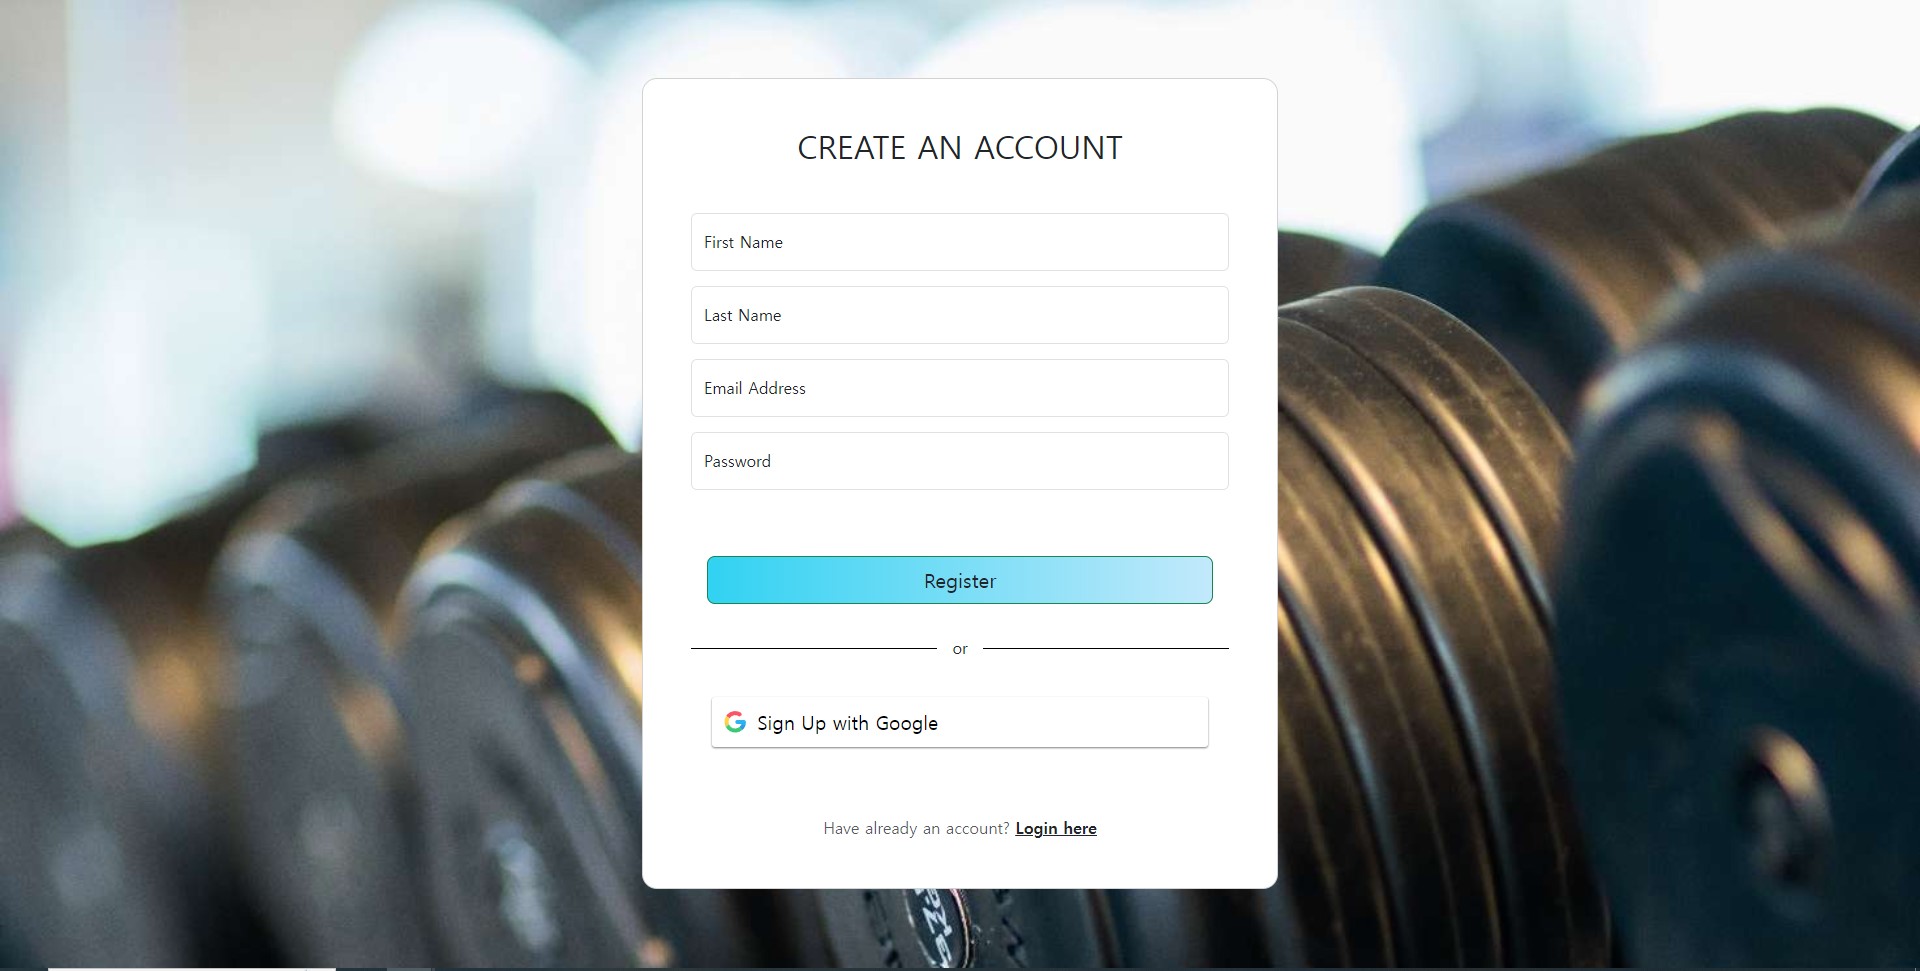 CREATE AN ACCOUNT
First Name
Last Name
Email Address
Password
Register
or
Sign Up with Google
Have already an account? Login here